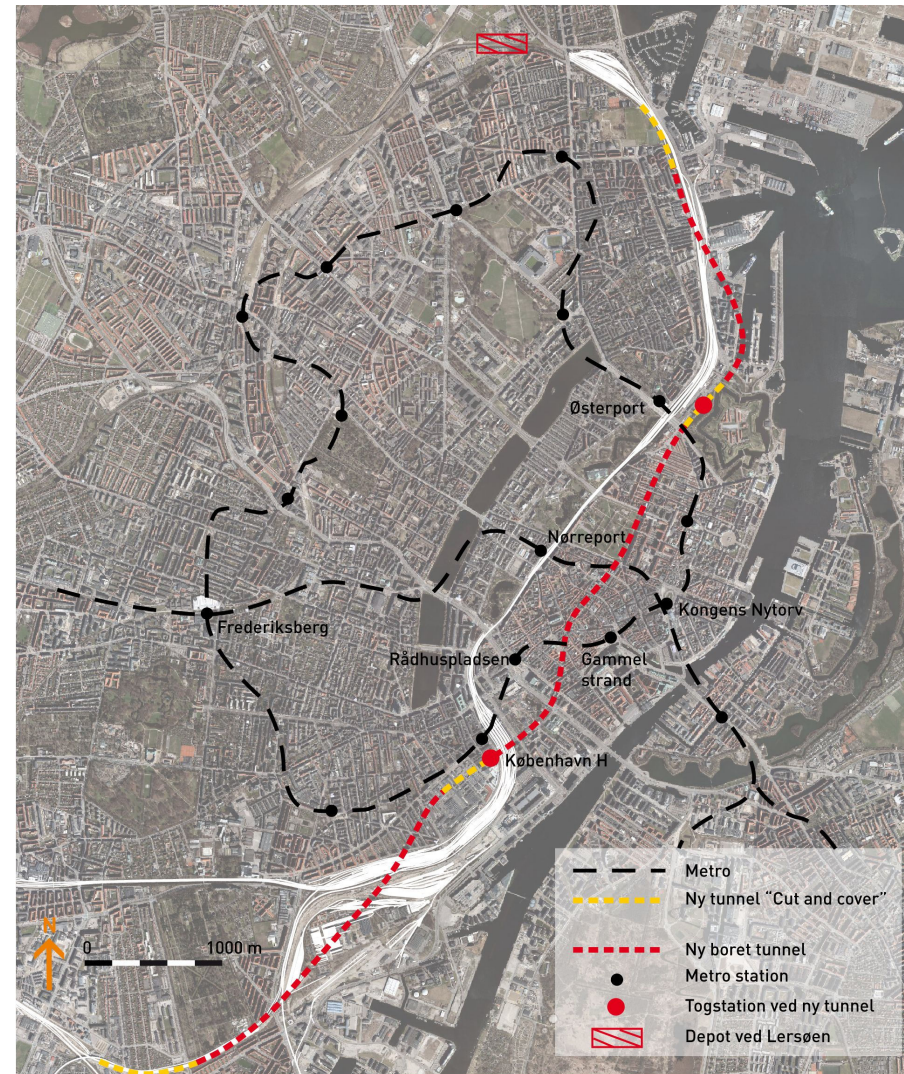 Østerport
Nørreport
Kongens Nytorv
Frederiksberg
Rådhuspladsen
Gammel
strand
København H
N
0
1000 m
Metro
Ny tunnel “Cut and cover”
Ny boret tunnel
Metro station
Togstation ved ny tunnel
Depot ved Lersøen